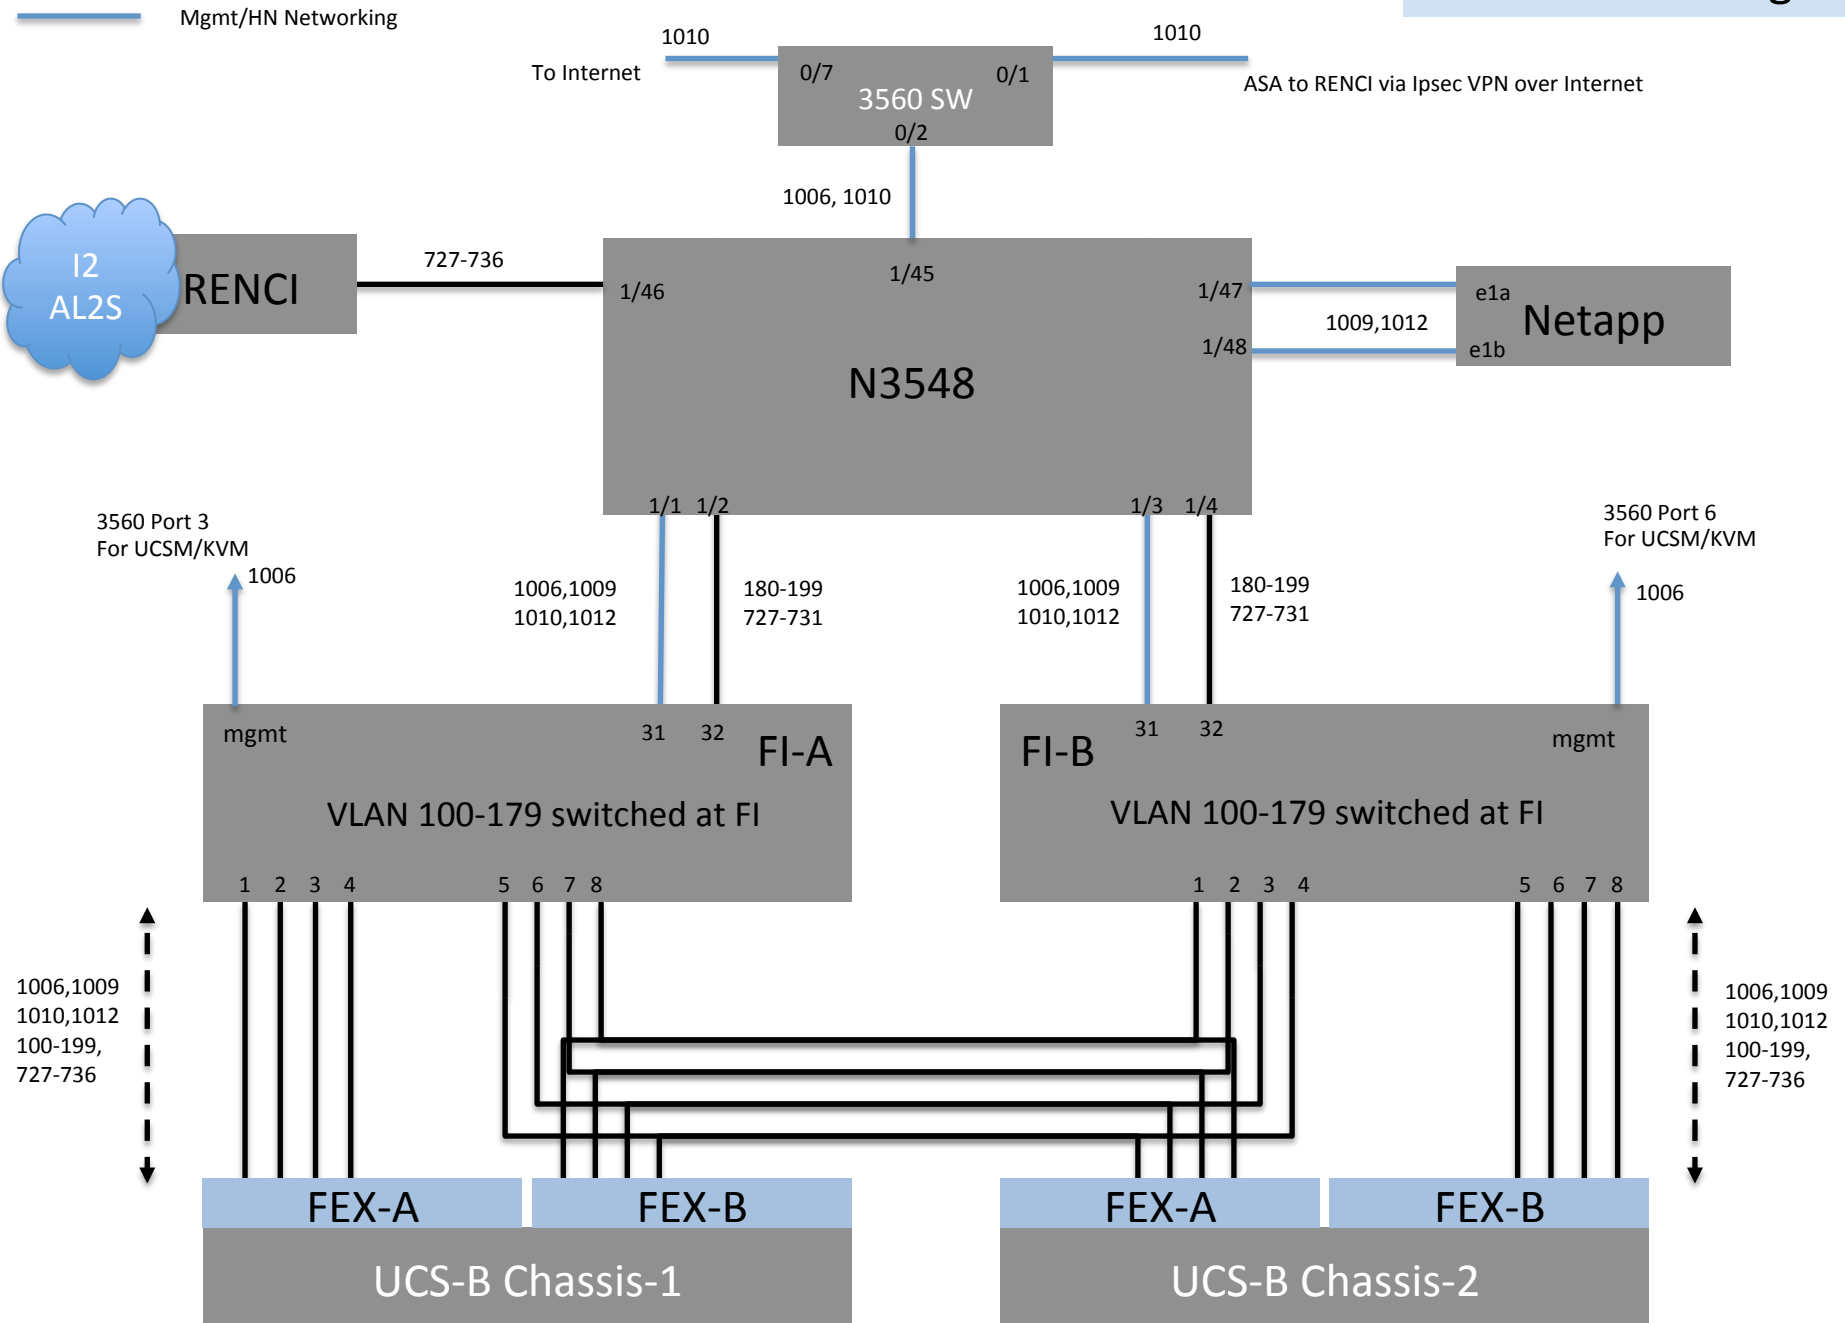 Mgmt/HN Networking
1010
1010
To Internet
0/7
0/1
ASA to RENCI via Ipsec VPN over Internet
3560 SW
0/2
1006, 1010
I2
AL2S
RENCI
727-736
1/46
1/45
1/47
e1a
Netapp
1009,1012
1/48
e1b
N3548
1/1
1/2
1/3
1/4
3560 Port 3
For UCSM/KVM
1006
1006,1009
1010,1012
180-199
727-731
1006,1009
1010,1012
180-199
727-731
3560 Port 6
For UCSM/KVM
1006
mgmt
31
32
FI-A
VLAN 100-179 switched at FI
1 2 3 4
5 6 7 8
FI-B
31
32
mgmt
VLAN 100-179 switched at FI
1 2 3 4
5 6 7 8
1006,1009
1010,1012
100-199,
727-736
1006,1009
1010,1012
100-199,
727-736
FEX-A
FEX-B
FEX-A
FEX-B
UCS-B Chassis-1
UCS-B Chassis-2